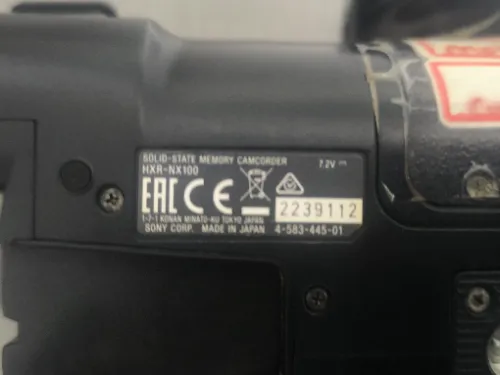 SOLID-STATE MEMORY CAMCORDER
HXR-NX100
7.2V ⎓
EAC CE
2239112
1-7-1 KONAN MINATO-KU TOKYO JAPAN
SONY CORP. MADE IN JAPAN 4-583-445-01